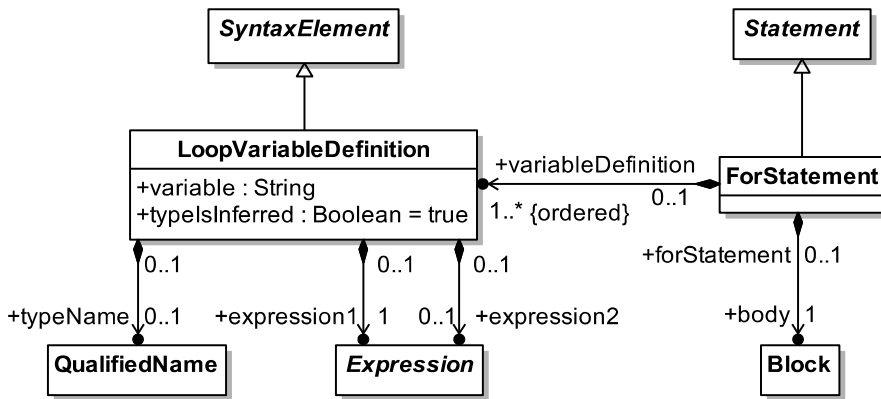 SyntaxElement
Statement
LoopVariableDefinition
+variable : String
+typeIsInferred : Boolean = true
+variableDefinition
1..* {ordered}
0..1
ForStatement
0..1
0..1
0..1
+forStatement
0..1
+typeName
0..1
+expression1
1
0..1
+expression2
+body
1
QualifiedName
Expression
Block